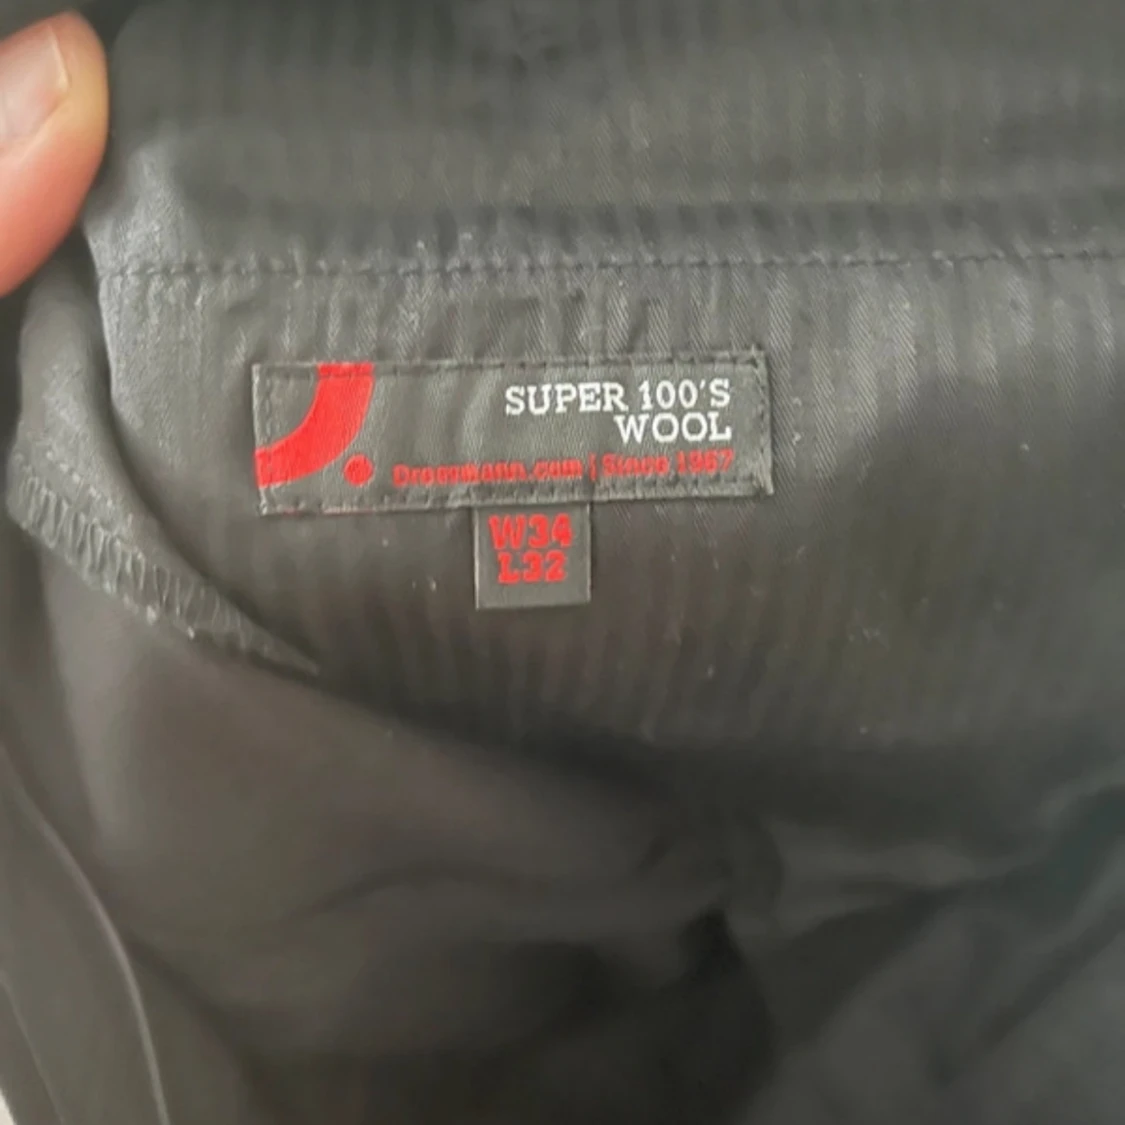 SUPER 100'S
WOOL
Dressmann.com | Since 1967
W34
L32